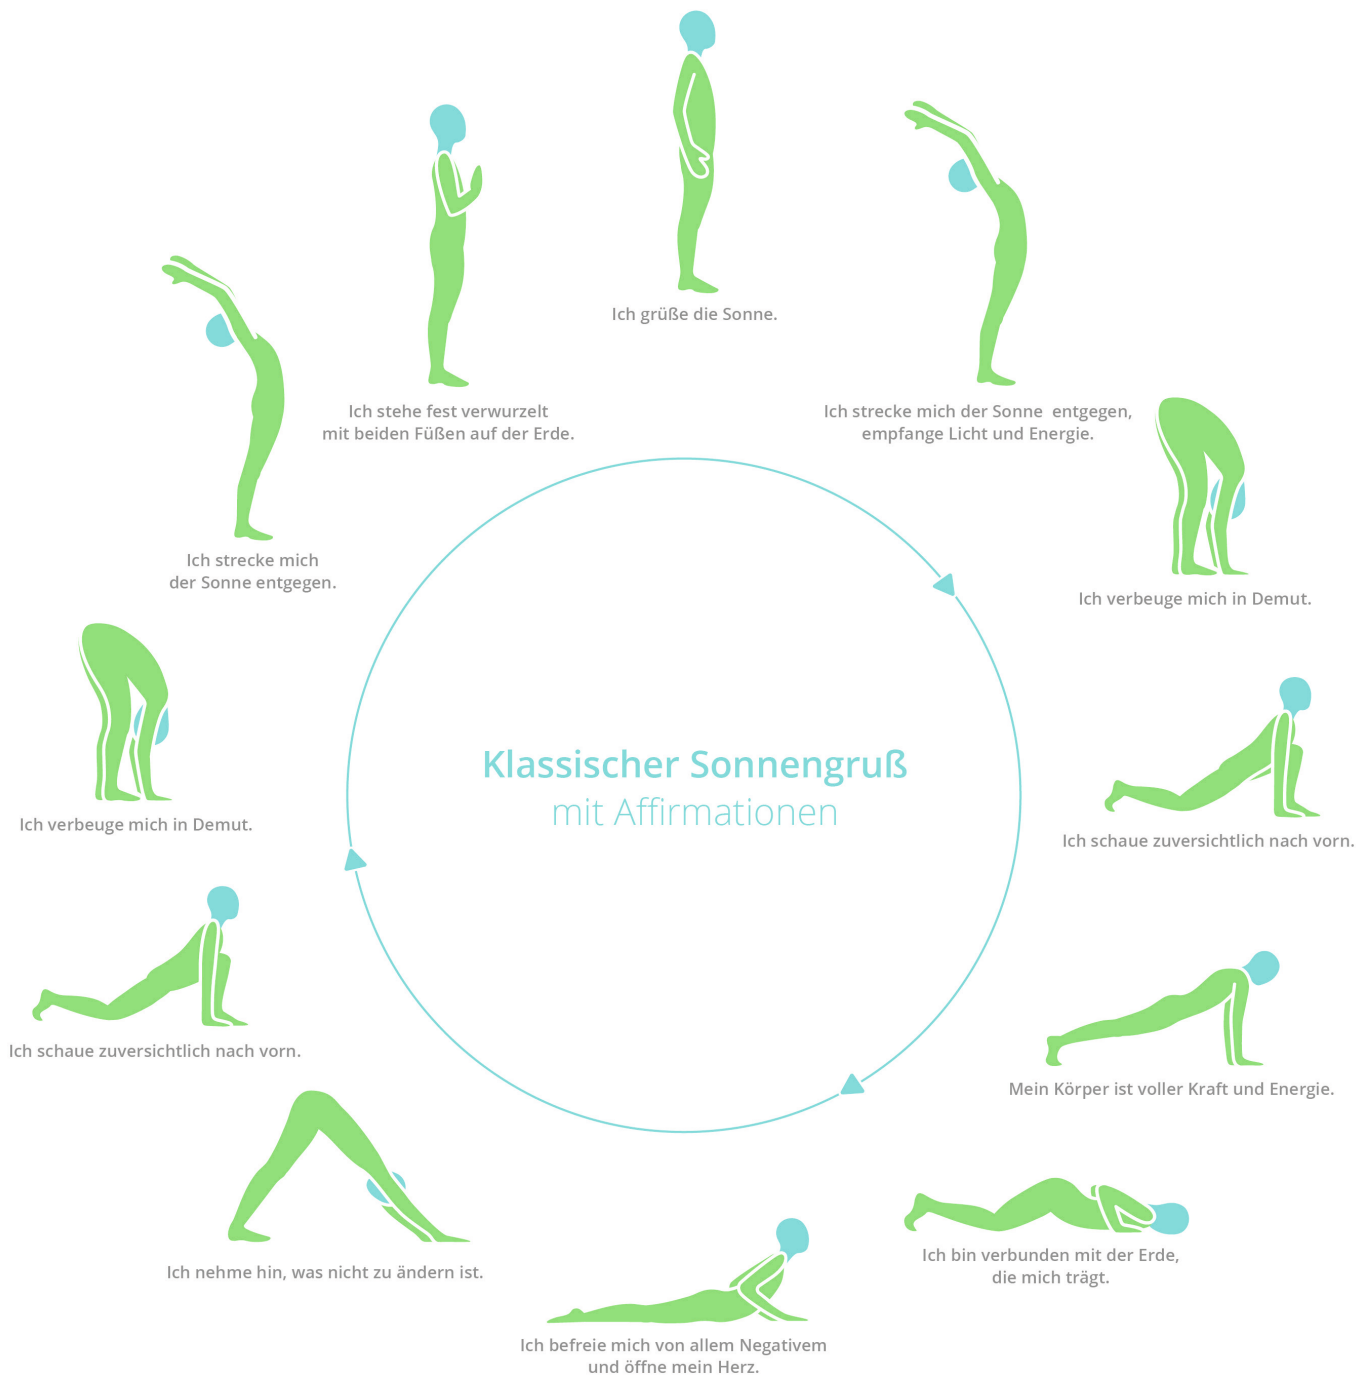 Ich grüße die Sonne.
Ich strecke mich der Sonne entgegen,
empfange Licht und Energie.
Ich verbeuge mich in Demut.
Ich schaue zuversichtlich nach vorn.
Mein Körper ist voller Kraft und Energie.
Ich bin verbunden mit der Erde,
die mich trägt.
Ich befreie mich von allem Negativem
und öffne mein Herz.
Ich nehme hin, was nicht zu ändern ist.
Ich schaue zuversichtlich nach vorn.
Ich verbeuge mich in Demut.
Ich strecke mich
der Sonne entgegen.
Ich stehe fest verwurzelt
mit beiden Füßen auf der Erde.
Klassischer Sonnengruß
mit Affirmationen